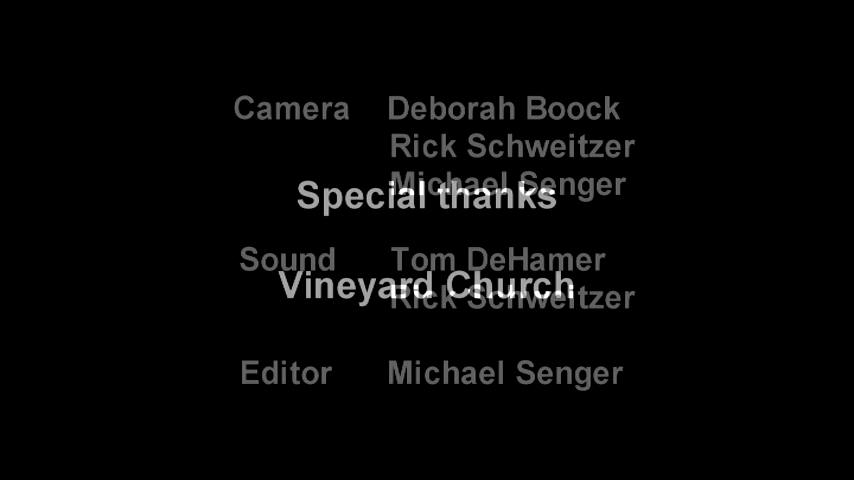 Camera Deborah Boock
Rick Schweitzer
Michael Senger
Special thanks
Sound Tom DeHamer
Vineyard Church
Rick Schweitzer
Editor Michael Senger